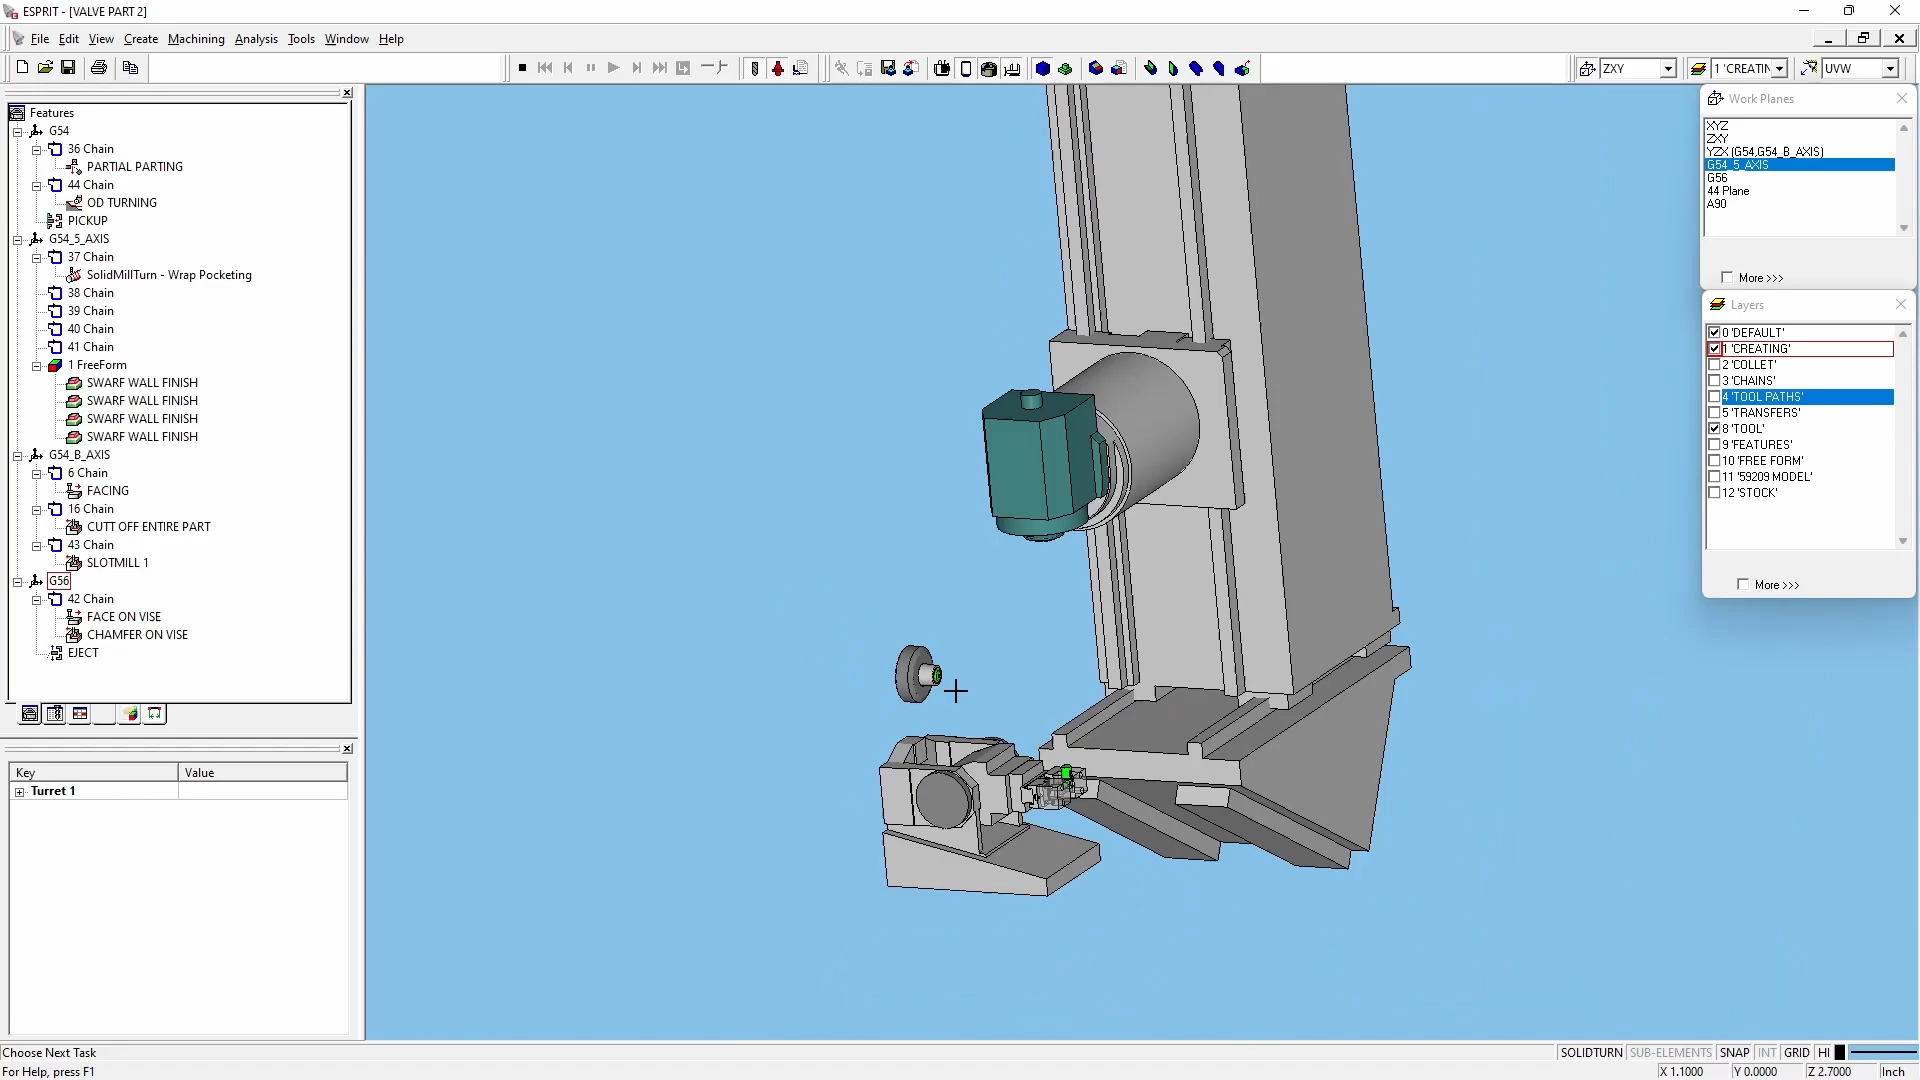 ESPRIT - [VALVE PART 2]
File Edit View Create Machining Analysis Tools Window Help
ZXY
1 'CREATIN
UVW
Features
G54
36 Chain
PARTIAL PARTING
44 Chain
OD TURNING
PICKUP
G54_5_AXIS
37 Chain
SolidMillTurn - Wrap Pocketing
38 Chain
39 Chain
40 Chain
41 Chain
1 FreeForm
SWARF WALL FINISH
SWARF WALL FINISH
SWARF WALL FINISH
SWARF WALL FINISH
G54_B_AXIS
6 Chain
FACING
16 Chain
CUTT OFF ENTIRE PART
43 Chain
SLOTMILL 1
G56
42 Chain
FACE ON VISE
CHAMFER ON VISE
EJECT
Key Value
Turret 1
Work Planes
XYZ
ZXY
YZX (G54,G54_B_AXIS)
G54_5_AXIS
G56
44 Plane
A90
More >>>
Layers
0 'DEFAULT'
1 'CREATING'
2 'COLLET'
3 'CHAINS'
4 'TOOL PATHS'
5 'TRANSFERS'
8 'TOOL'
9 'FEATURES'
10 'FREE FORM'
11 '59209 MODEL'
12 'STOCK'
More >>>
Choose Next Task
SOLIDTURN SUB-ELEMENTS SNAP INT GRID HI
For Help, press F1
X 1.1000 Y 0.0000 Z 2.7000 Inch